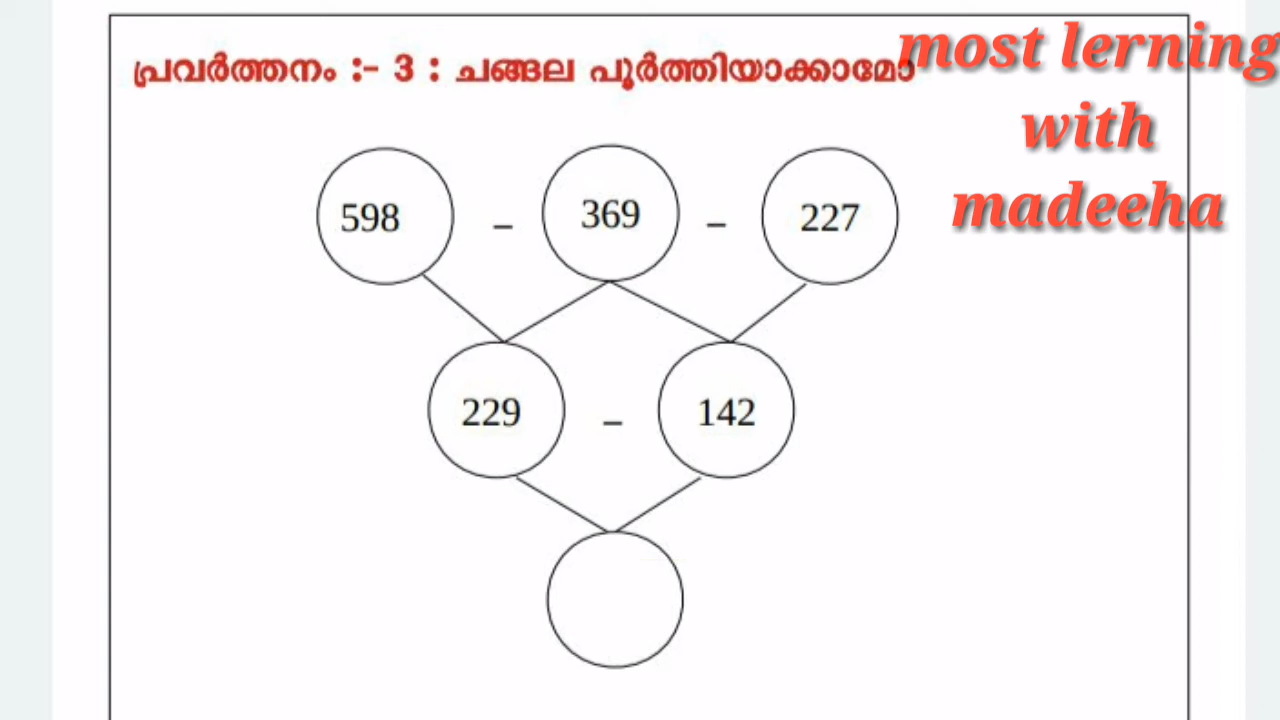 പ്രവർത്തനം :- 3 : ചങ്ങല പൂർത്തിയാക്കാമോ
most lerning
with
madeeha
598 – 369 – 227
229 – 142